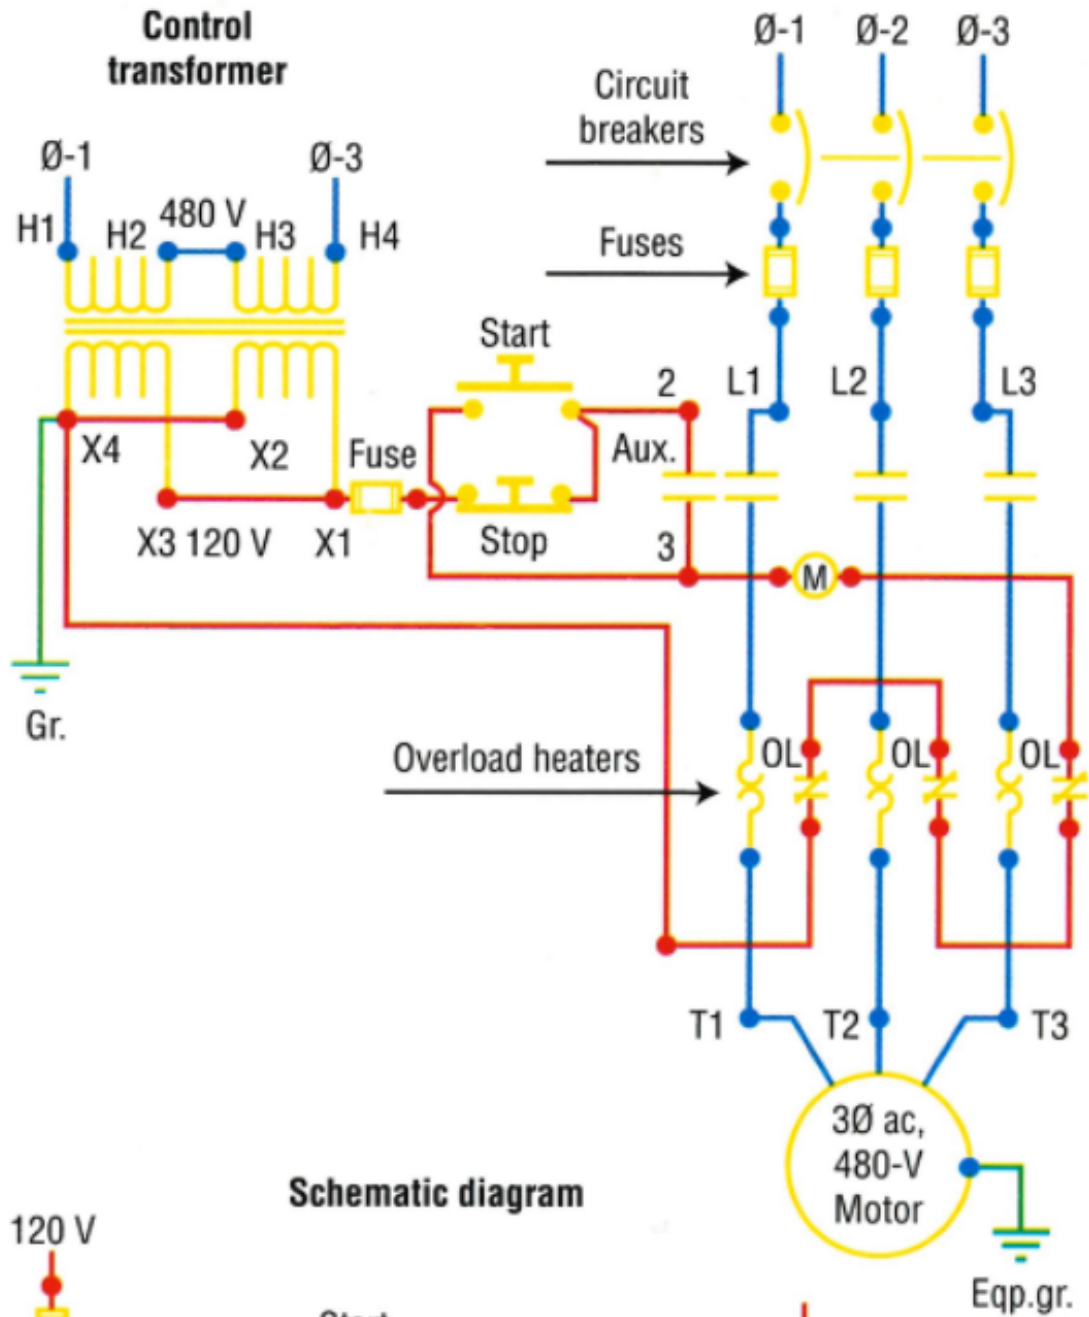 Control
transformer
Ø-1
Ø-3
H1
H2
480 V
H3
H4
Ø-1
Ø-2
Ø-3
Circuit
breakers
Fuses
Start
2
L1
L2
L3
X4
X2
Fuse
Aux.
X3 120 V
X1
Stop
3
M
Gr.
Overload heaters
OL
OL
OL
T1
T2
T3
3Ø ac,
480-V
Motor
Eqp.gr.
Schematic diagram
120 V